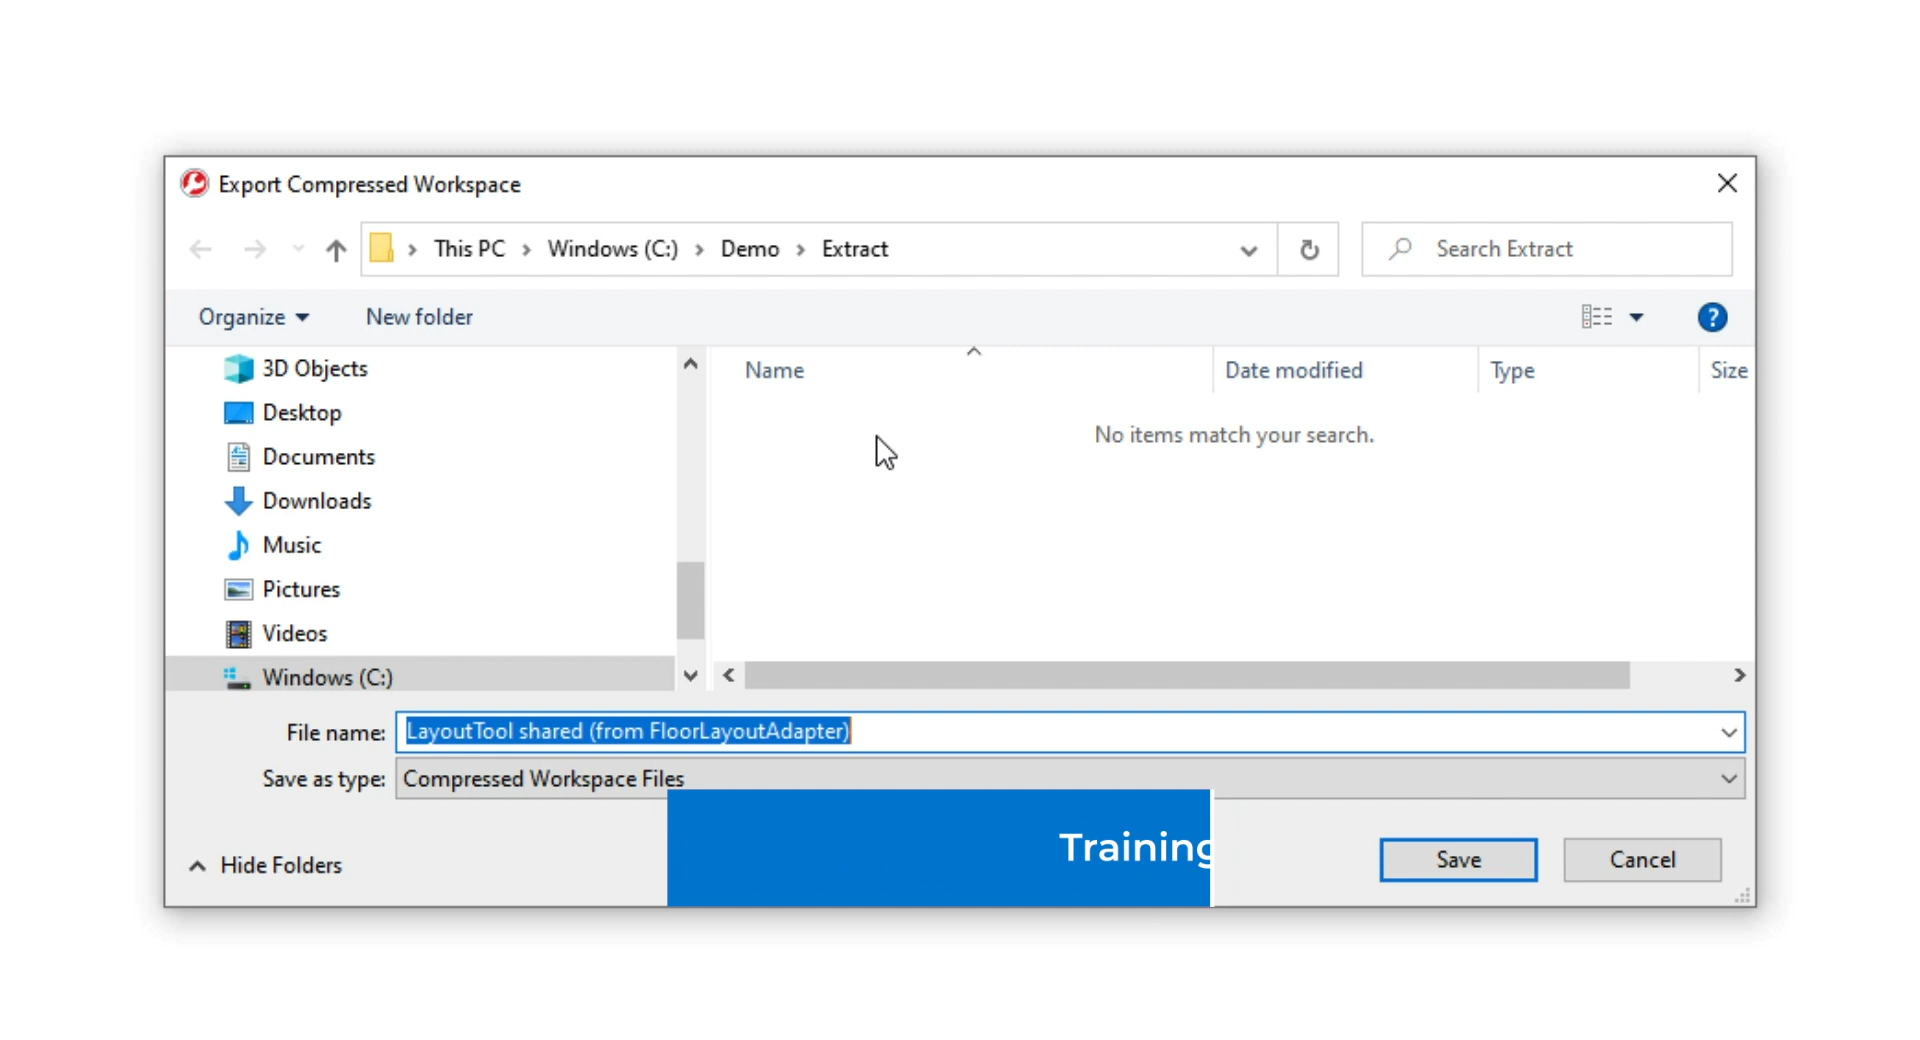 Export Compressed Workspace
This PC > Windows (C:) > Demo > Extract
Search Extract
Organize
New folder
?
3D Objects
Desktop
Documents
Downloads
Music
Pictures
Videos
Windows (C:)
Name
Date modified
Type
Size
No items match your search.
File name: LayoutTool shared (from FloorLayoutAdapter)
Save as type: Compressed Workspace Files
Hide Folders
Training
Save
Cancel